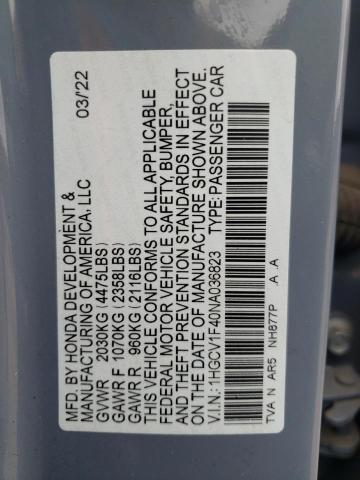 MFD. BY HONDA DEVELOPMENT & 03/22
MANUFACTURING OF AMERICA, LLC
GVWR 2030KG (4475LBS)
GAWR F 1070KG (2358LBS)
GAWR R 960KG (2116LBS)
THIS VEHICLE CONFORMS TO ALL APPLICABLE
FEDERAL MOTOR VEHICLE SAFETY, BUMPER,
AND THEFT PREVENTION STANDARDS IN EFFECT
ON THE DATE OF MANUFACTURE SHOWN ABOVE.
V.I.N.: 1HGCV1F40NA036823 TYPE: PASSENGER CAR
TVA N AR5 NH877P .A .A